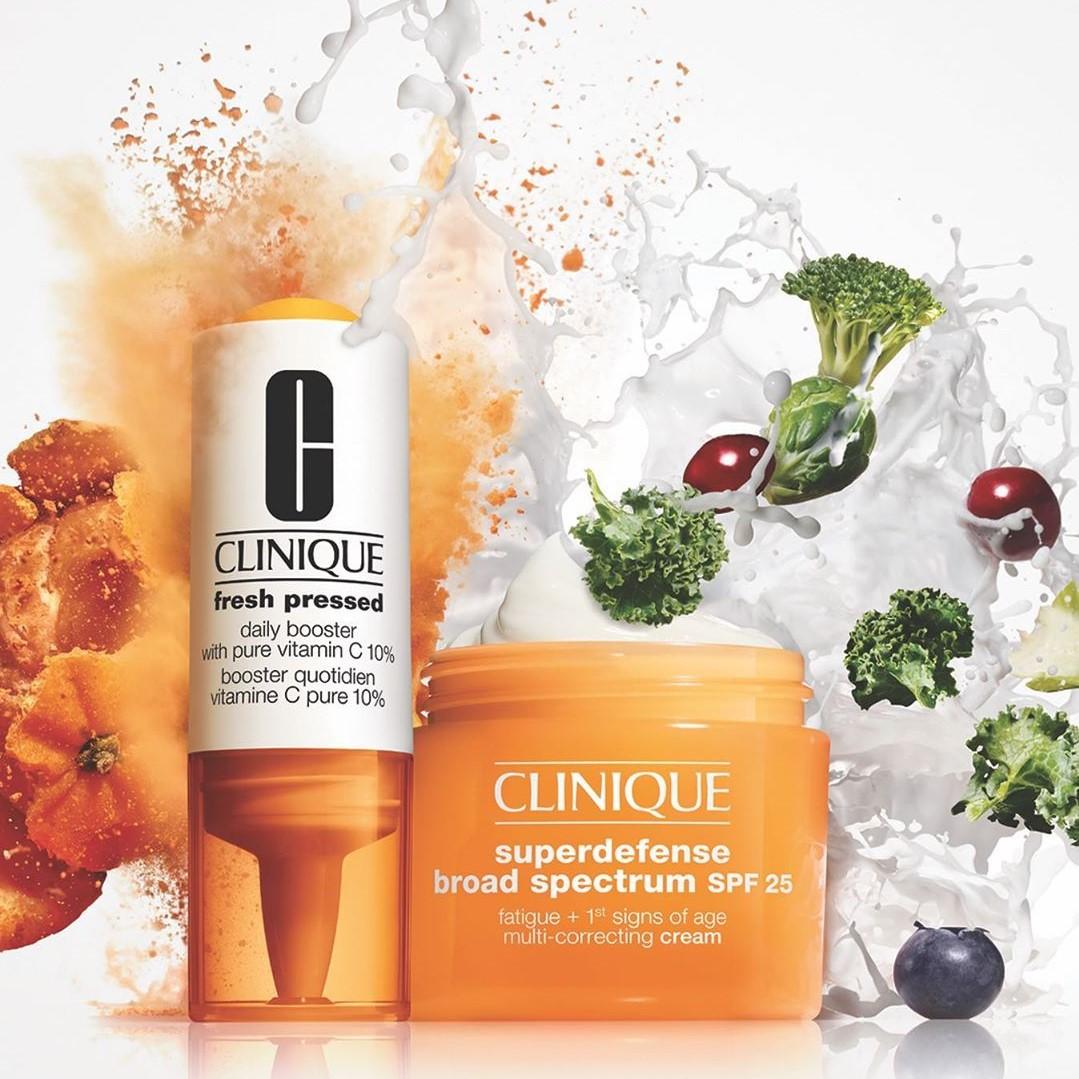 C
CLINIQUE
fresh pressed
daily booster
with pure vitamin C 10%
booster quotidien
vitamine C pure 10%
CLINIQUE
superdefense
broad spectrum SPF 25
fatigue + 1st signs of age
multi-correcting cream